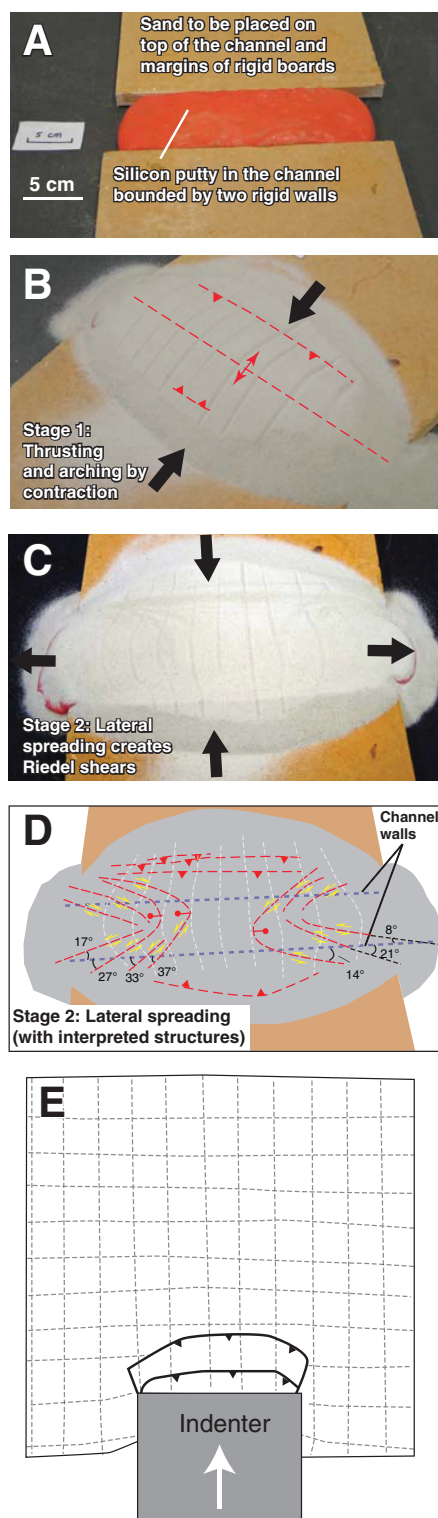 A
Sand to be placed on
top of the channel and
margins of rigid boards
5 cm
5 cm
Silicon putty in the channel
bounded by two rigid walls
B
Stage 1:
Thrusting
and arching by
contraction
C
Stage 2: Lateral
spreading creates
Riedel shears
D
Channel
walls
17°
27°
33°
37°
8°
21°
14°
Stage 2: Lateral spreading
(with interpreted structures)
E
Indenter